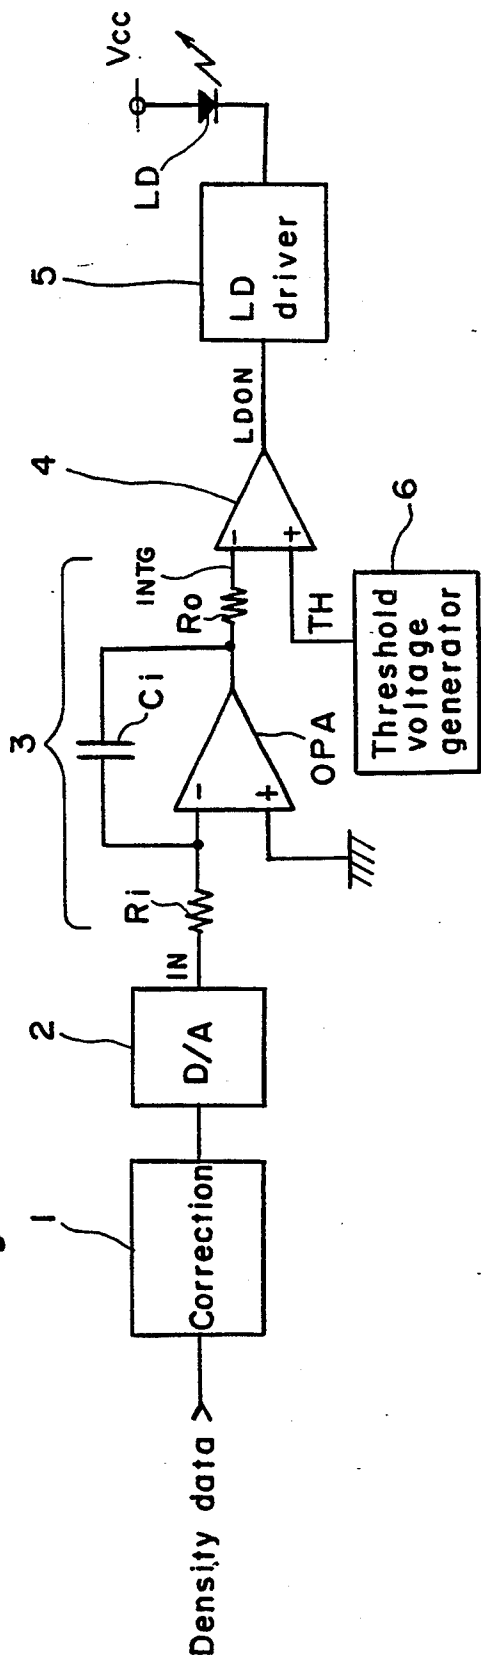 Density data
1
Correction
2
D/A
3
IN
Ri
Ci
-
+
OPA
Ro
INTG
4
-
+
TH
6
Threshold
voltage
generator
LDON
5
LD
driver
LD
Vcc